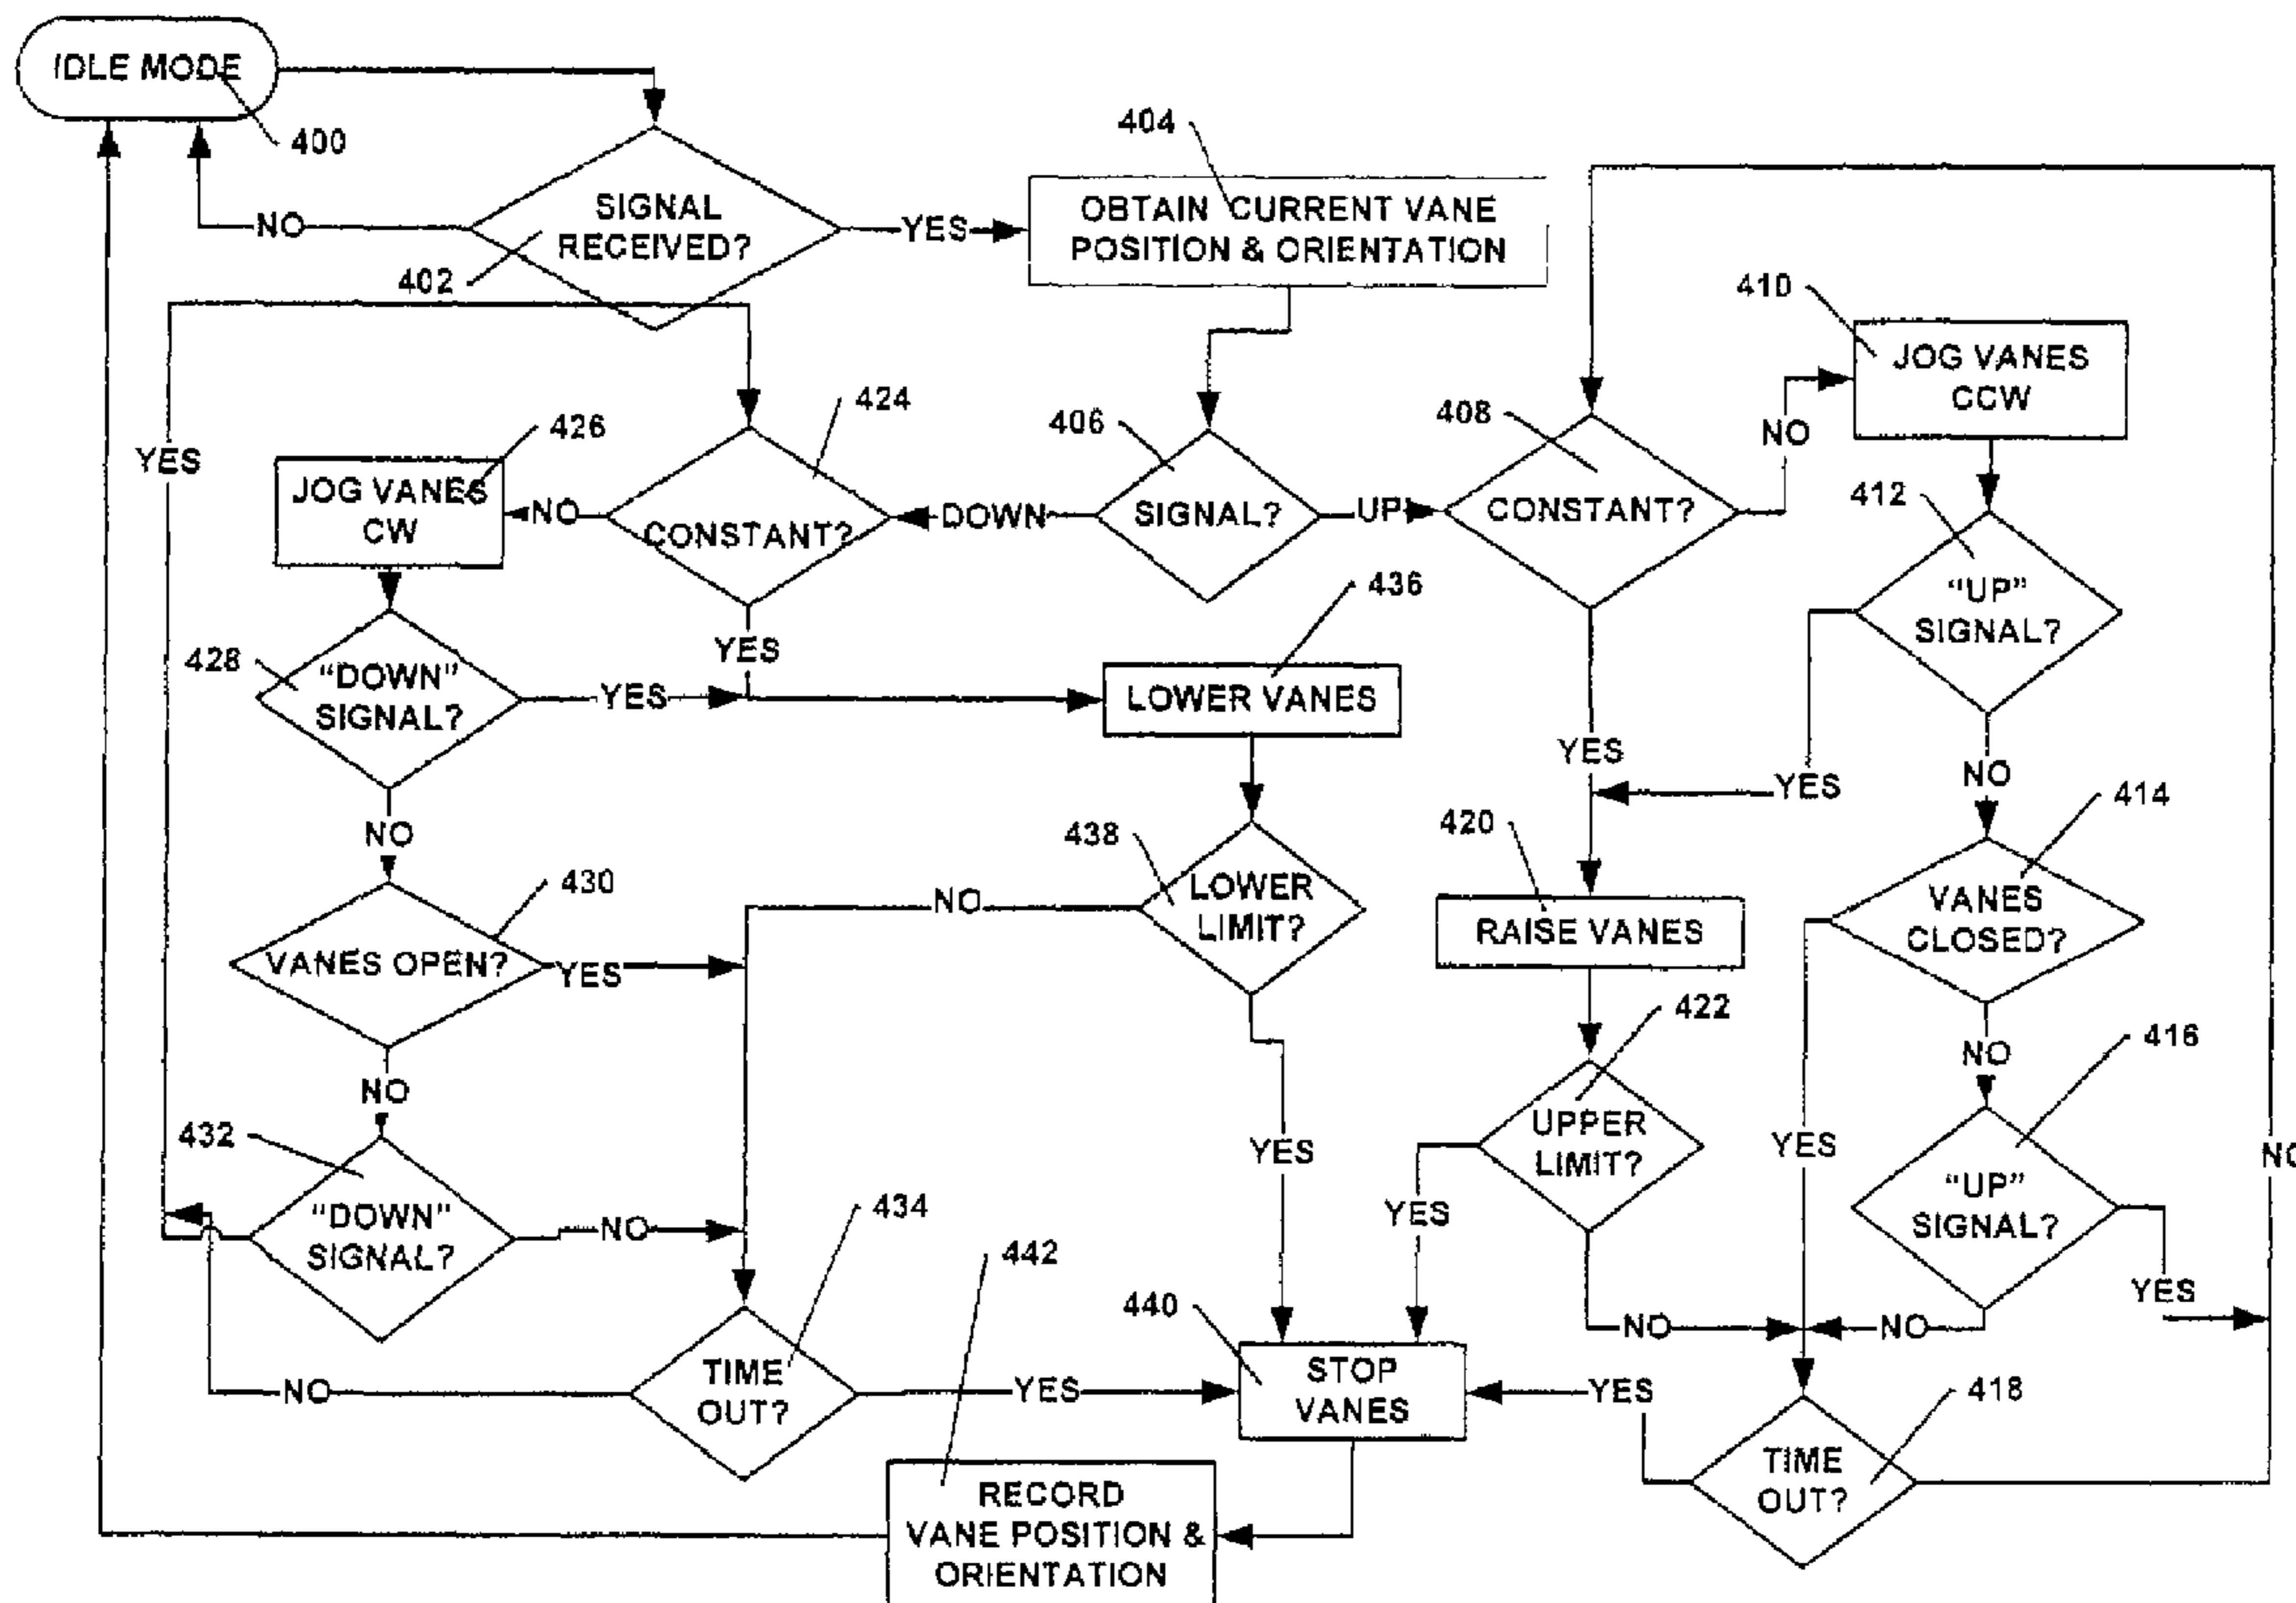 IDLE MODE
400
404
NO
SIGNAL
RECEIVED?
YES
OBTAIN CURRENT VANE
POSITION & ORIENTATION
402
410
JOG VANES
CCW
424
426
406
408
NO
YES
JOG VANES
CW
NO
CONSTANT?
DOWN
SIGNAL?
UP
CONSTANT?
412
"UP"
SIGNAL?
436
YES
428
"DOWN"
SIGNAL?
YES
LOWER VANES
YES
NO
YES
414
NO
438
420
LOWER
LIMIT?
NO
430
VANES
CLOSED?
VANES OPEN?
YES
RAISE VANES
422
416
NO
NO
432
UPPER
LIMIT?
YES
YES
NO
"UP"
SIGNAL?
"DOWN"
SIGNAL?
NO
434
YES
442
YES
440
NO
NO
TIME
OUT?
NO
YES
STOP
VANES
YES
418
TIME
OUT?
RECORD
VANE POSITION &
ORIENTATION